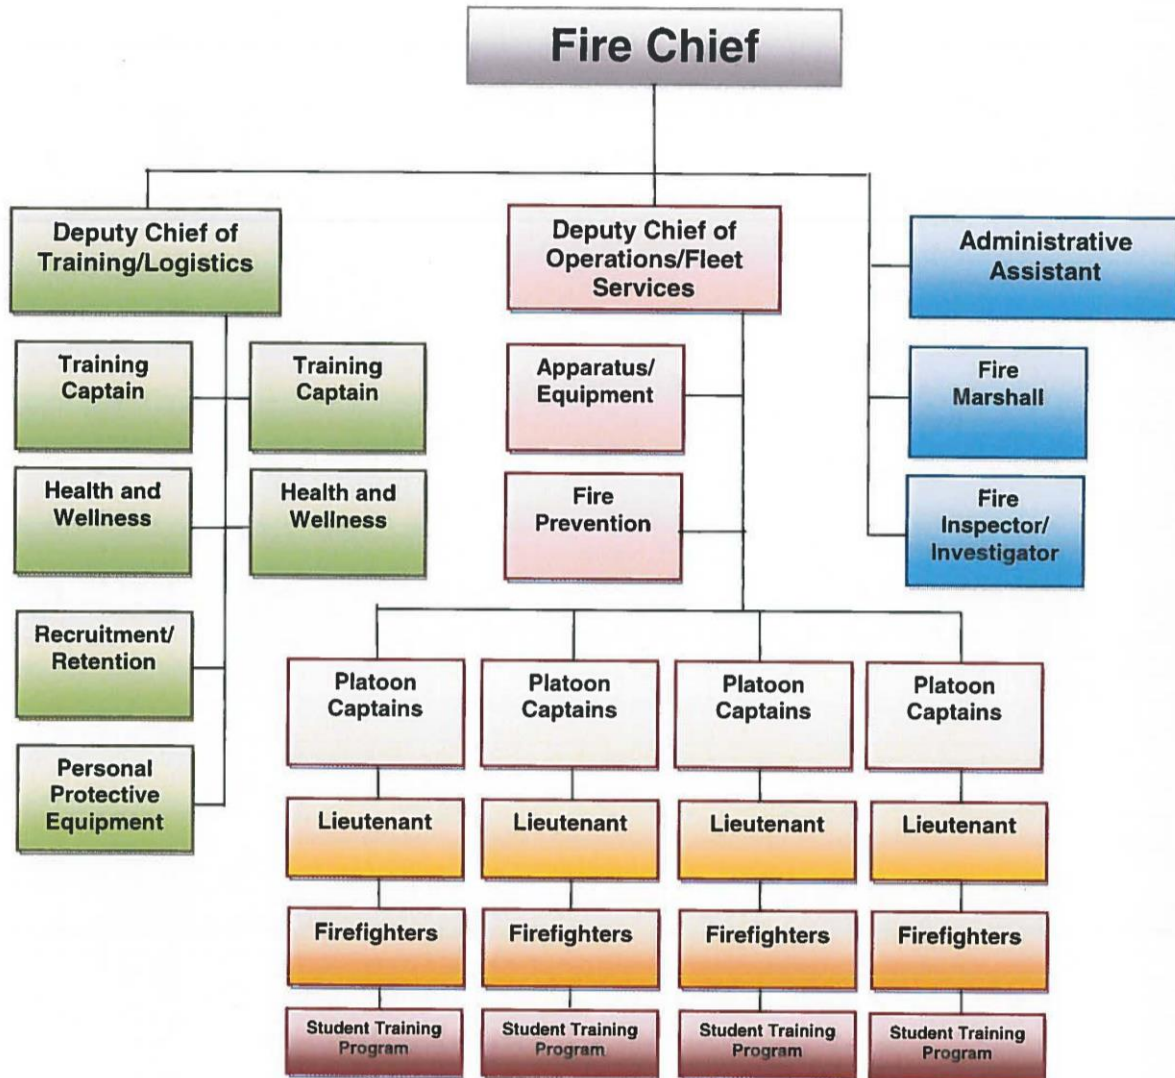 Fire Chief
Deputy Chief of
Training/Logistics
Deputy Chief of
Operations/Fleet
Services
Administrative
Assistant
Training
Captain
Training
Captain
Apparatus/
Equipment
Fire
Marshall
Health and
Wellness
Health and
Wellness
Fire
Prevention
Fire
Inspector/
Investigator
Recruitment/
Retention
Personal
Protective
Equipment
Platoon
Captains
Platoon
Captains
Platoon
Captains
Platoon
Captains
Lieutenant
Lieutenant
Lieutenant
Lieutenant
Firefighters
Firefighters
Firefighters
Firefighters
Student Training
Program
Student Training
Program
Student Training
Program
Student Training
Program